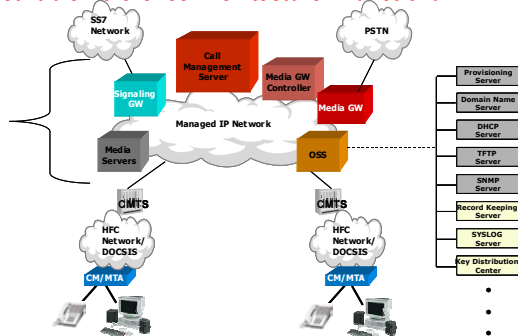 SS7
Network
PSTN
Call
Management
Server
Media GW
Controller
Signaling
GW
Media GW
Managed IP Network
Media
Servers
OSS
CMTS
CMTS
HFC
Network/
DOCSIS
HFC
Network/
DOCSIS
CM/MTA
CM/MTA
Provisioning
Server
Domain Name
Server
DHCP
Server
TFTP
Server
SNMP
Server
Record Keeping
Server
SYSLOG
Server
Key Distribution
Center